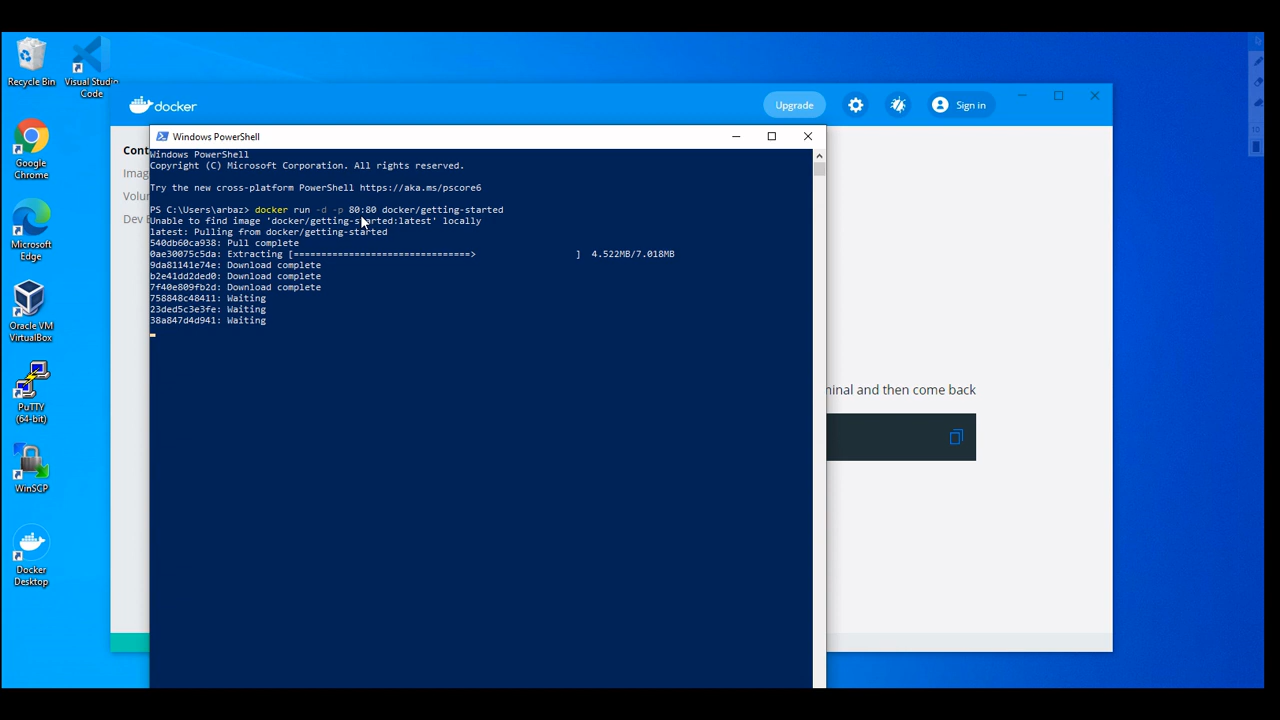 Recycle Bin
Visual Studio
Code
Google
Chrome
Microsoft
Edge
Oracle VM
VirtualBox
PuTTY
(64-bit)
WinSCP
Docker
Desktop
docker
Upgrade
Sign in
Cont
Imag
Volu
Dev E
Windows PowerShell
Windows PowerShell
Copyright (C) Microsoft Corporation. All rights reserved.
Try the new cross-platform PowerShell https://aka.ms/pscore6
PS C:\Users\arbaz> docker run -d -p 80:80 docker/getting-started
Unable to find image 'docker/getting-started:latest' locally
latest: Pulling from docker/getting-started
540db60ca938: Pull complete
0ae30075c5da: Extracting [================================>                  ]  4.522MB/7.018MB
9da81141e74e: Download complete
b2e41dd2ded0: Download complete
7f40e809fb2d: Download complete
758848c48411: Waiting
23ded5c3e3fe: Waiting
38a847d4d941: Waiting
minal and then come back
10